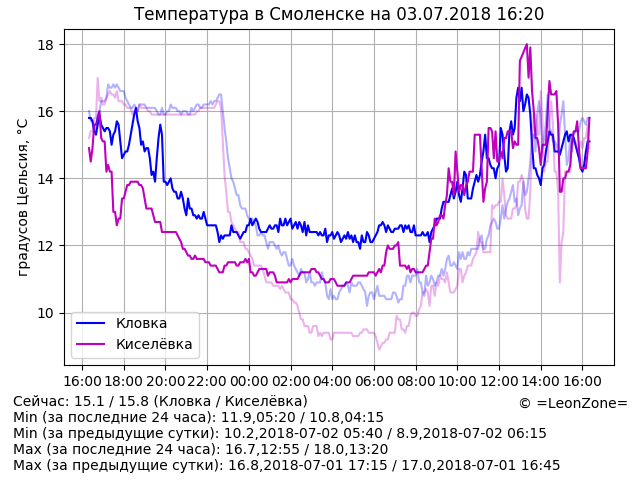 Температура в Смоленске на 03.07.2018 16:20
18
16
14
12
10
градусов Цельсия, °C
Кловка
Киселёвка
16:00 18:00 20:00 22:00 00:00 02:00 04:00 06:00 08:00 10:00 12:00 14:00 16:00
Сейчас: 15.1 / 15.8 (Кловка / Киселёвка)
© =LeonZone=
Min (за последние 24 часа): 11.9,05:20 / 10.8,04:15
Min (за предыдущие сутки): 10.2,2018-07-02 05:40 / 8.9,2018-07-02 06:15
Max (за последние 24 часа): 16.7,12:55 / 18.0,13:20
Max (за предыдущие сутки): 16.8,2018-07-01 17:15 / 17.0,2018-07-01 16:45